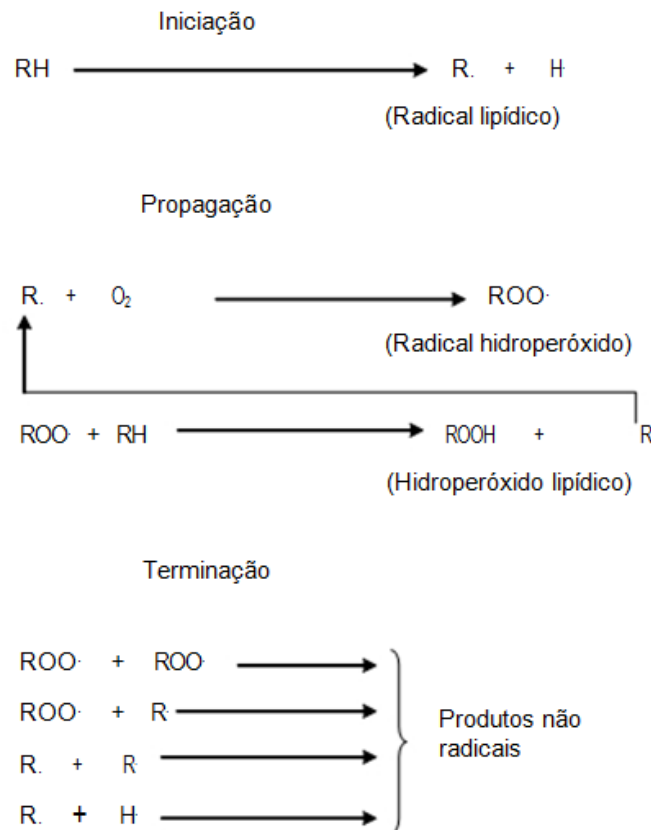 Iniciação
RH R. + H·
(Radical lipídico)
Propagação
R. + O₂ ROO·
(Radical hidroperóxido)
ROO· + RH ROOH + R
(Hidroperóxido lipídico)
Terminação
ROO· + ROO·
ROO· + R·
R. + R·
R. + H·
Produtos não
radicais